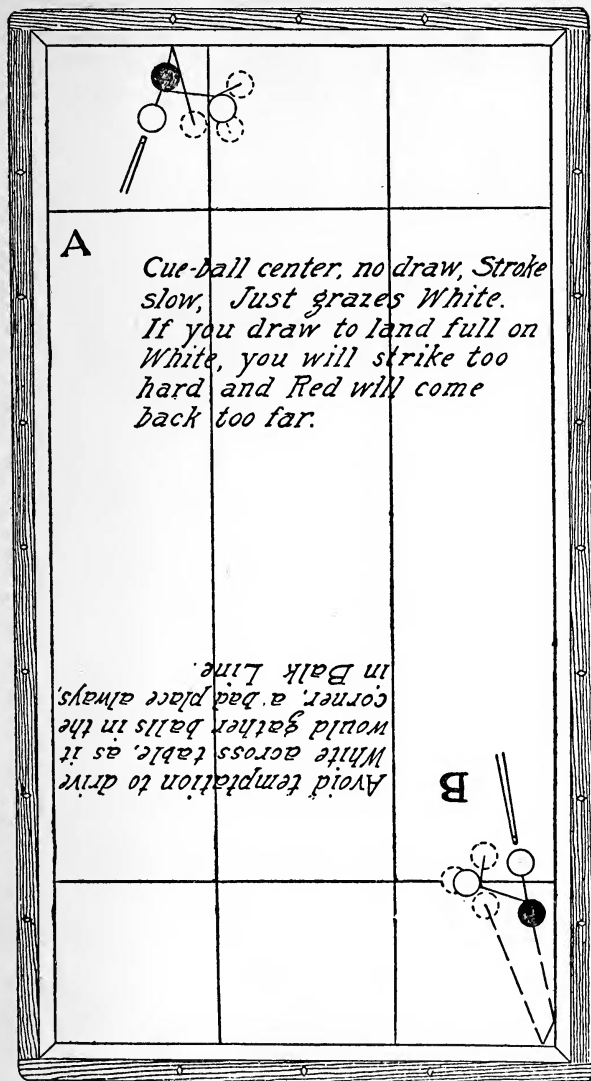 A
Cue-ball center, no draw, Stroke
slow, Just grazes White.
If you draw to land full on
White, you will strike too
hard and Red will come
back too far.
B
Avoid temptation to drive
White across table, as it
would gather balls in the
corner, a bad place always,
in Balk Line.